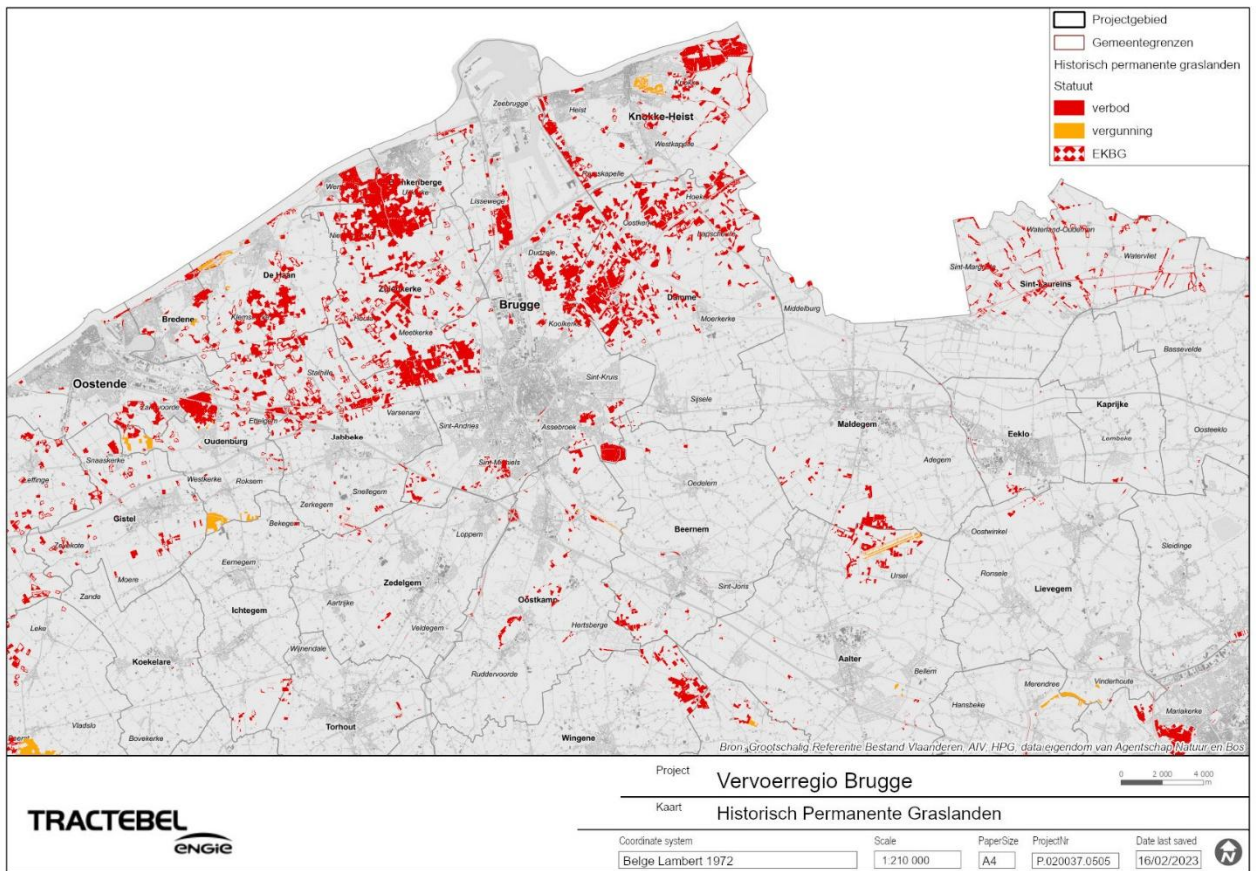 Projectgebied
Gemeentegrenzen
Historisch permanente graslanden
Statuut
verbod
vergunning
EKBG
Zeebrugge
Heist
Knokke-Heist
Westkapelle
Ramskapelle
Lissewege
Hoeke
Oostkerke
Dudzele
De Haan
Zuienkerke
Brugge
Damme
Bredene
Klemskerke
Houtave
Meetkerke
Koolkerke
Moerkerke
Middelburg
Sint-Margriete
Waterland-Oudeman
Watervliet
Sint-Laureins
Bassevelde
Oostende
Stalhille
Sint-Kruis
Sijsele
Maldegem
Kaprijke
Eeklo
Lembeke
Oosteeklo
Zandvoorde
Ettelgem
Varsenare
Sint-Andries
Assebroek
Oudenburg
Jabbeke
Snaaskerke
Adegem
Leffinge
Westkerke
Roksem
Snellegem
Sint-Michiels
Oedelem
Gistel
Zerkegem
Bekegem
Loppem
Beernem
Oostwinkel
Sleidinge
Zevekote
Eernegem
Moere
Zande
Zedelgem
Sint-Joris
Ursel
Ronsele
Lievegem
Ichtegem
Aartrijke
Oostkamp
Hertsberge
Leke
Veldegem
Koekelare
Wijnendale
Ruddervoorde
Aalter
Bellem
Merendree
Vinderhoute
Hansbeke
Mariakerke
Vladslo
Bovekerke
Torhout
Wingene
Bron: Grootschalig Referentie Bestand Vlaanderen, AIV, HPG, data eigendom van Agentschap Natuur en Bos
Project Vervoerregio Brugge
0 2 000 4 000
m
Kaart Historisch Permanente Graslanden
TRACTEBEL
ENGIE
Coordinate system Scale PaperSize ProjectNr Date last saved
Belge Lambert 1972 1:210 000 A4 P.020037.0505 16/02/2023
N